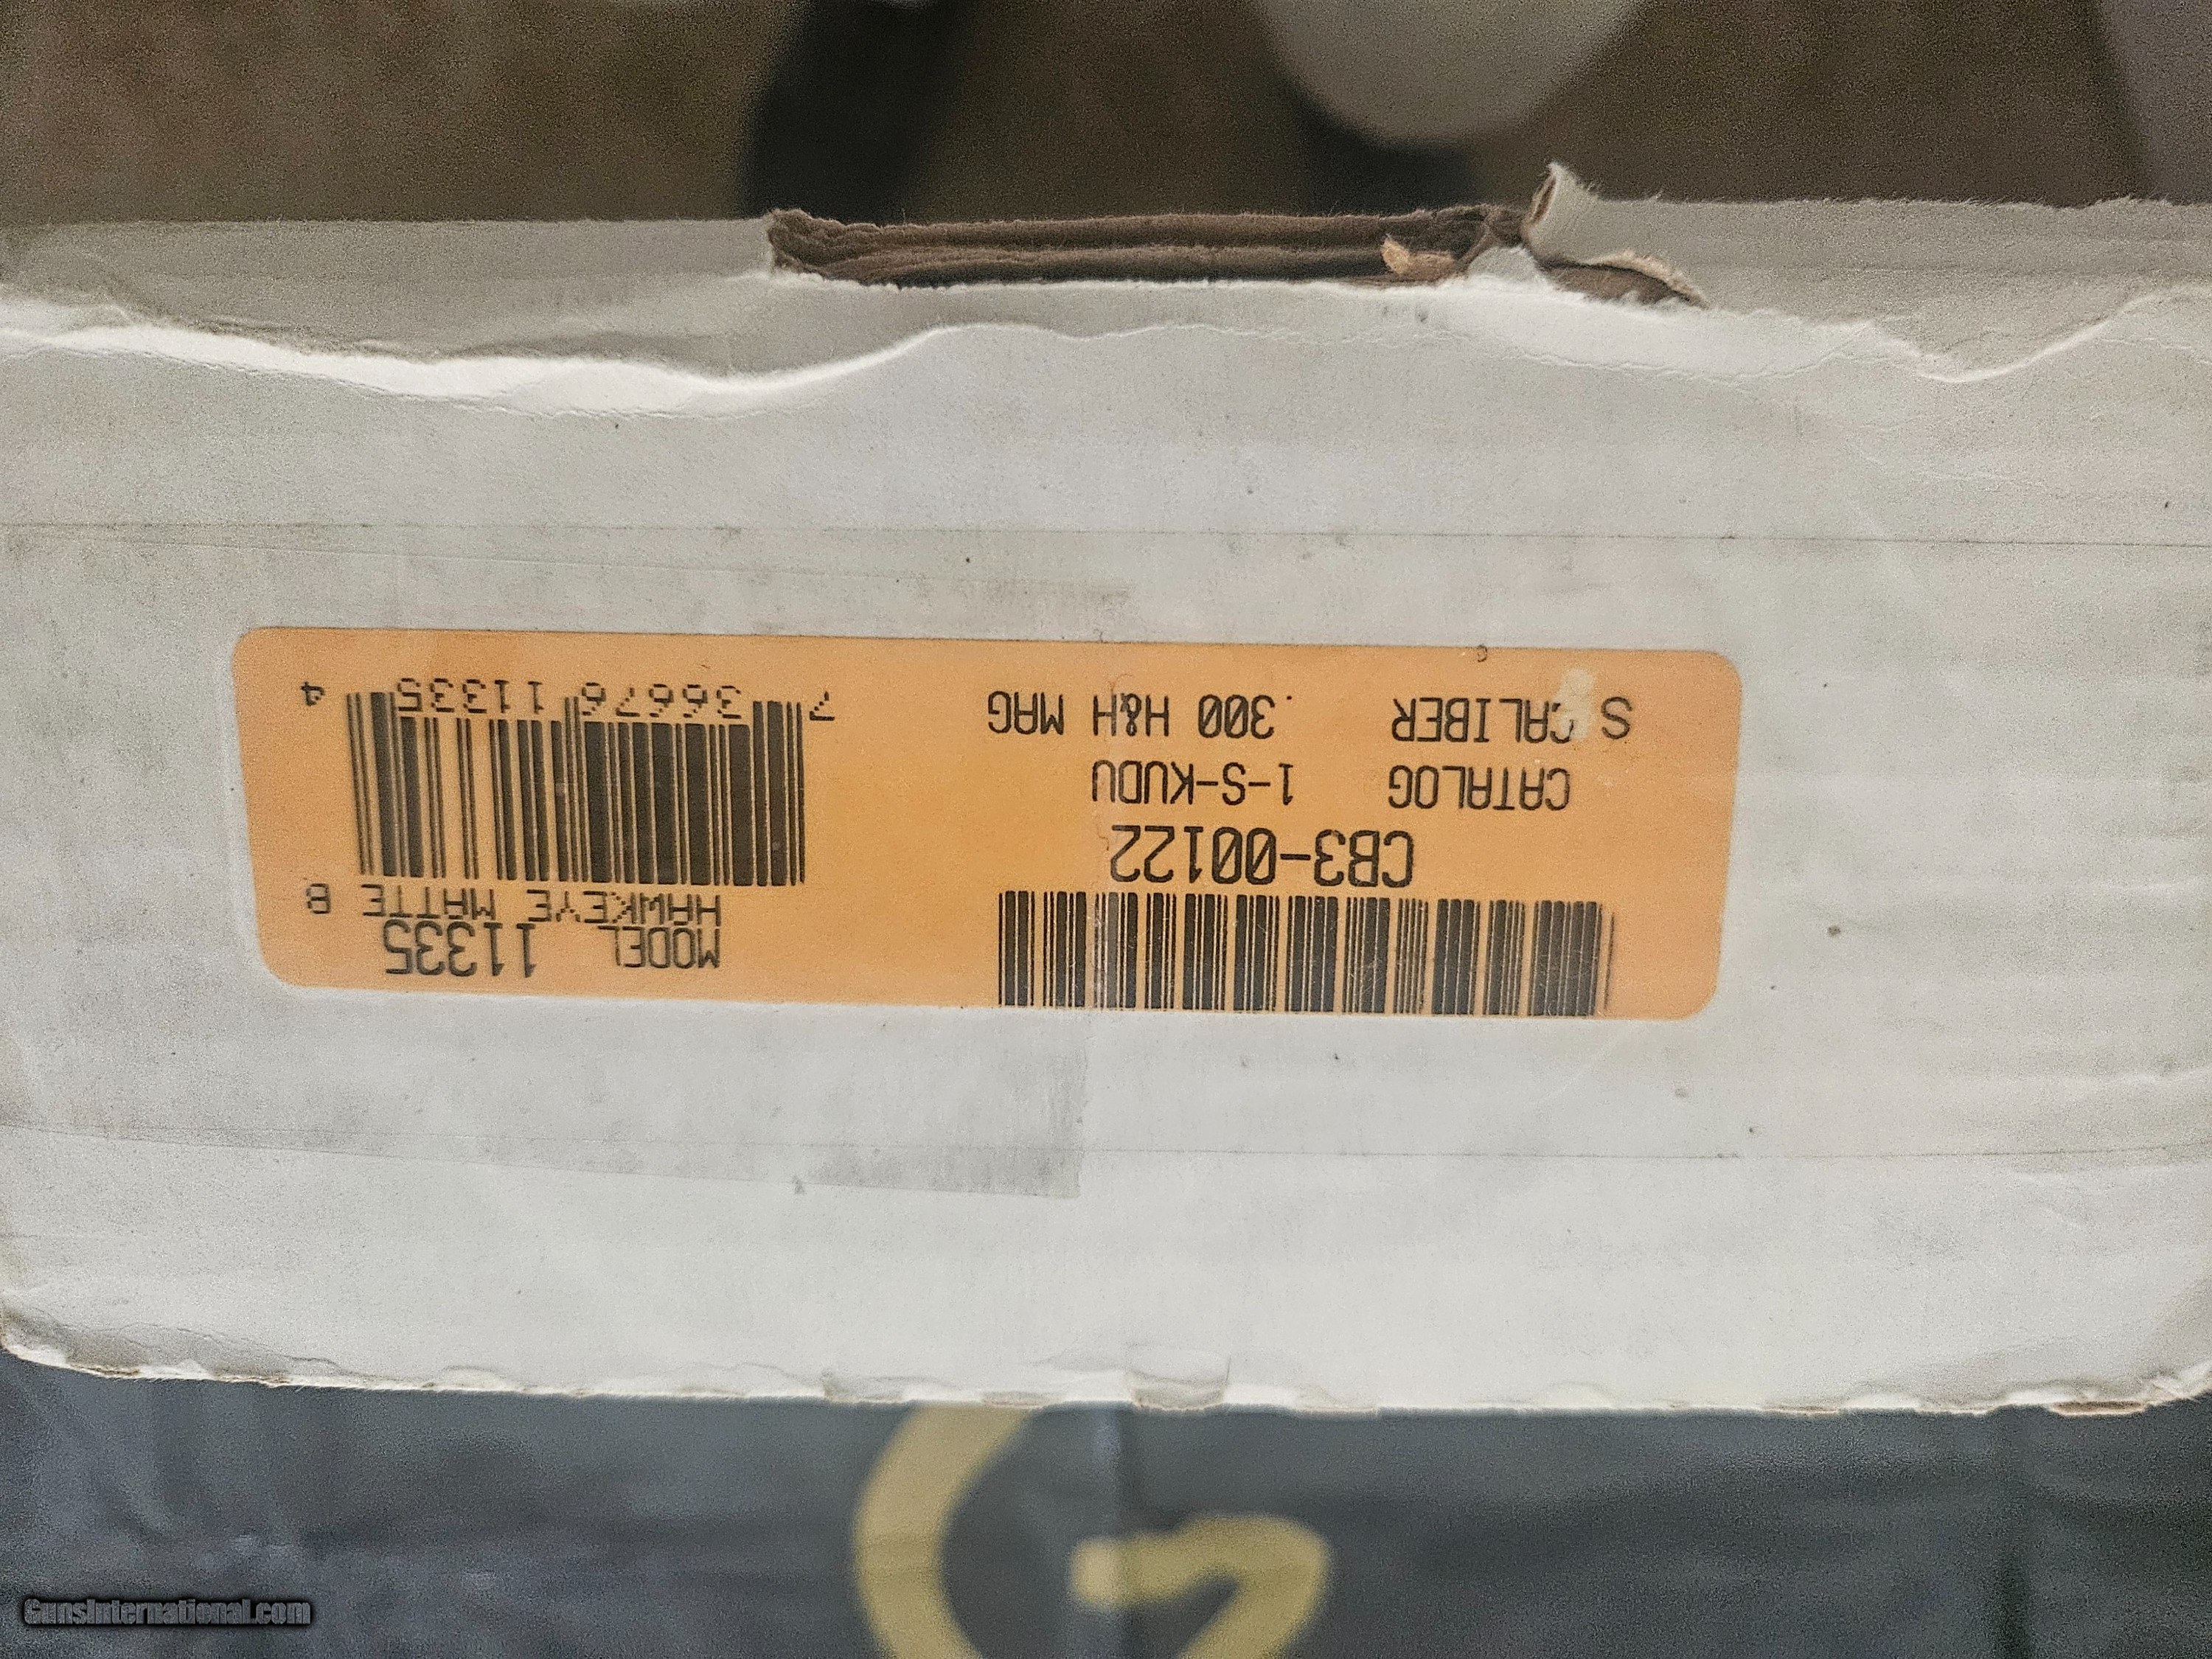 MODEL 11335
HAWKEYE MATTE B
7 36676 11335 4
CB3-00122
CATALOG 1-S-KUDU
S CALIBER .300 H&H MAG
G
GunsInternational.com